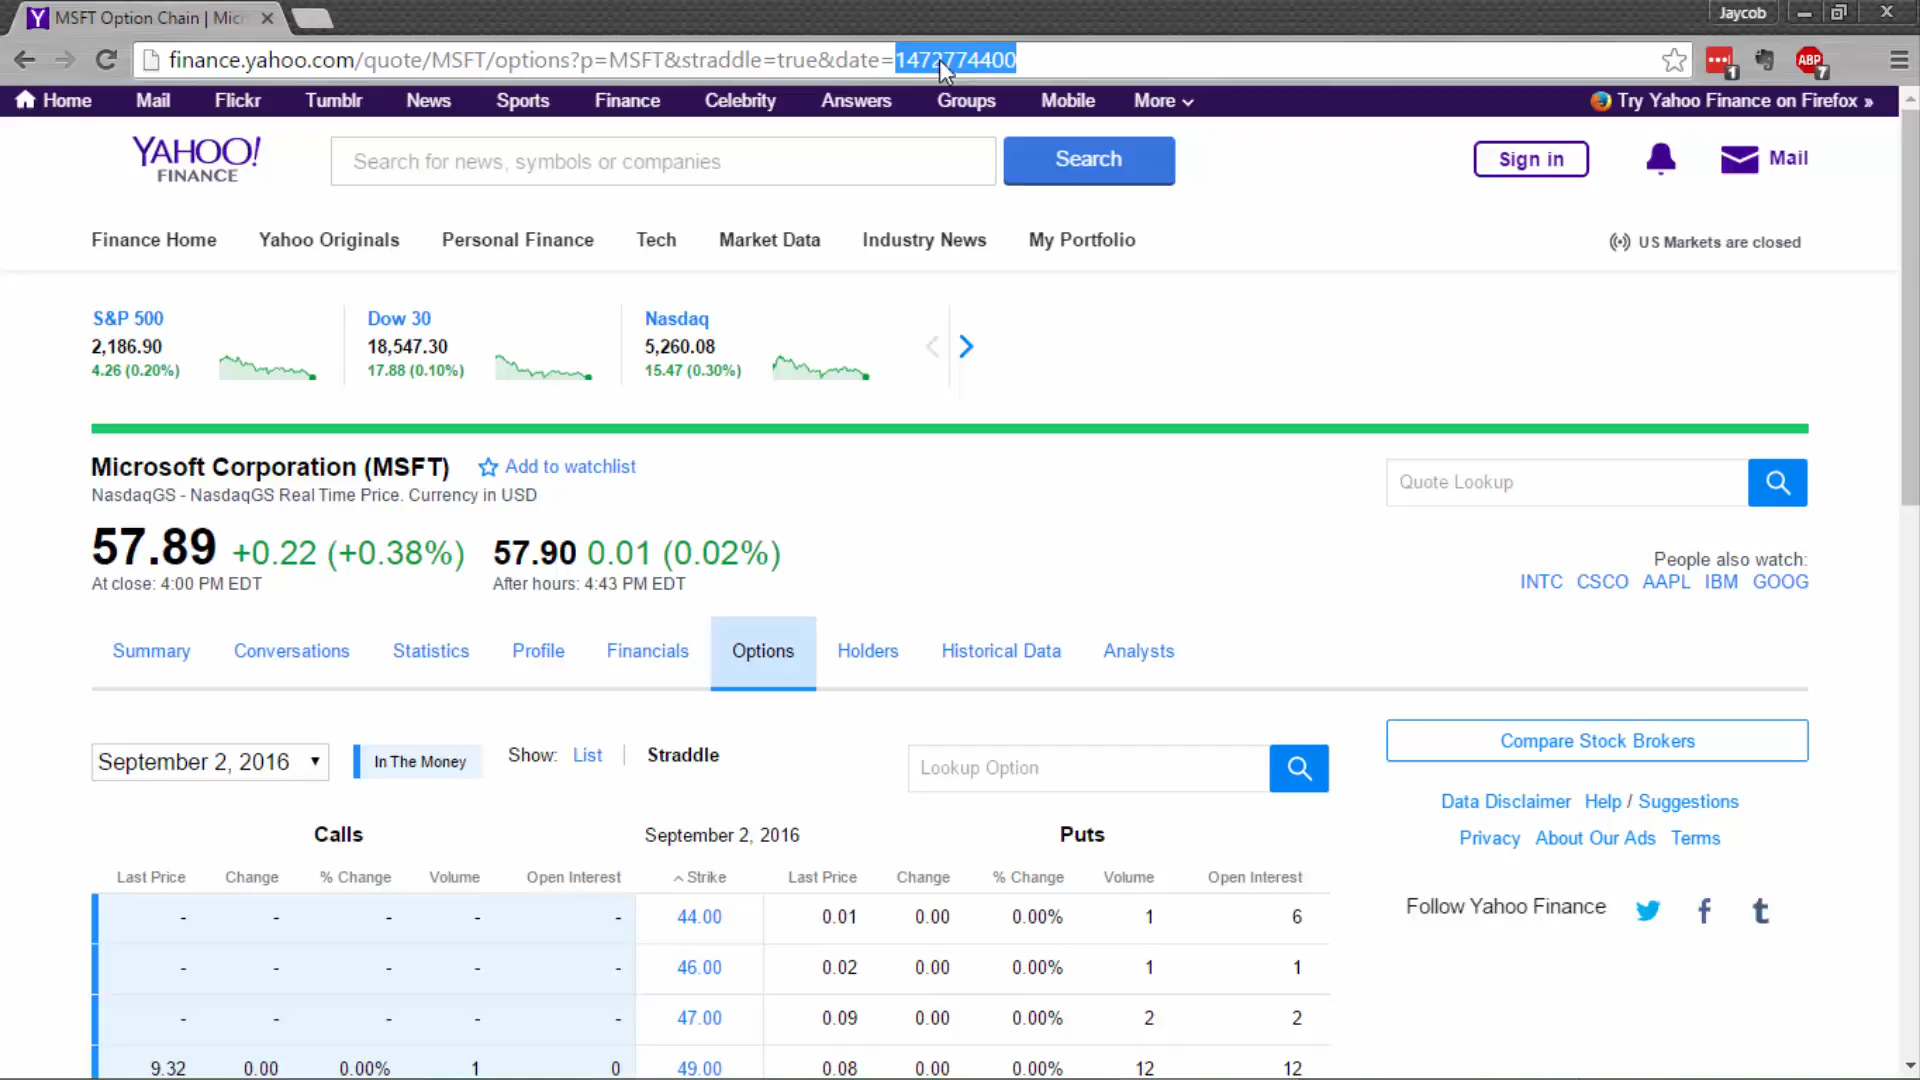 MSFT Option Chain | Micr
Jaycob
finance.yahoo.com/quote/MSFT/options?p=MSFT&straddle=true&date=1472774400
1
ABP
7
Home Mail Flickr Tumblr News Sports Finance Celebrity Answers Groups Mobile More
Try Yahoo Finance on Firefox »
YAHOO!
FINANCE
Search for news, symbols or companies
Search
Sign in
Mail
Finance Home Yahoo Originals Personal Finance Tech Market Data Industry News My Portfolio
US Markets are closed
S&P 500 Dow 30 Nasdaq
2,186.90 18,547.30 5,260.08
4.26 (0.20%) 17.88 (0.10%) 15.47 (0.30%)
Microsoft Corporation (MSFT) Add to watchlist
NasdaqGS - NasdaqGS Real Time Price. Currency in USD
Quote Lookup
57.89 +0.22 (+0.38%) 57.90 0.01 (0.02%)
At close: 4:00 PM EDT After hours: 4:43 PM EDT
People also watch:
INTC CSCO AAPL IBM GOOG
Summary Conversations Statistics Profile Financials Options Holders Historical Data Analysts
September 2, 2016 In The Money Show: List | Straddle
Lookup Option
Compare Stock Brokers
Data Disclaimer Help / Suggestions
Privacy About Our Ads Terms
Follow Yahoo Finance
Calls September 2, 2016 Puts
Last Price Change % Change Volume Open Interest Strike Last Price Change % Change Volume Open Interest
- - - - - 44.00 0.01 0.00 0.00% 1 6
- - - - - 46.00 0.02 0.00 0.00% 1 1
- - - - - 47.00 0.09 0.00 0.00% 2 2
9.32 0.00 0.00% 1 0 49.00 0.08 0.00 0.00% 12 12